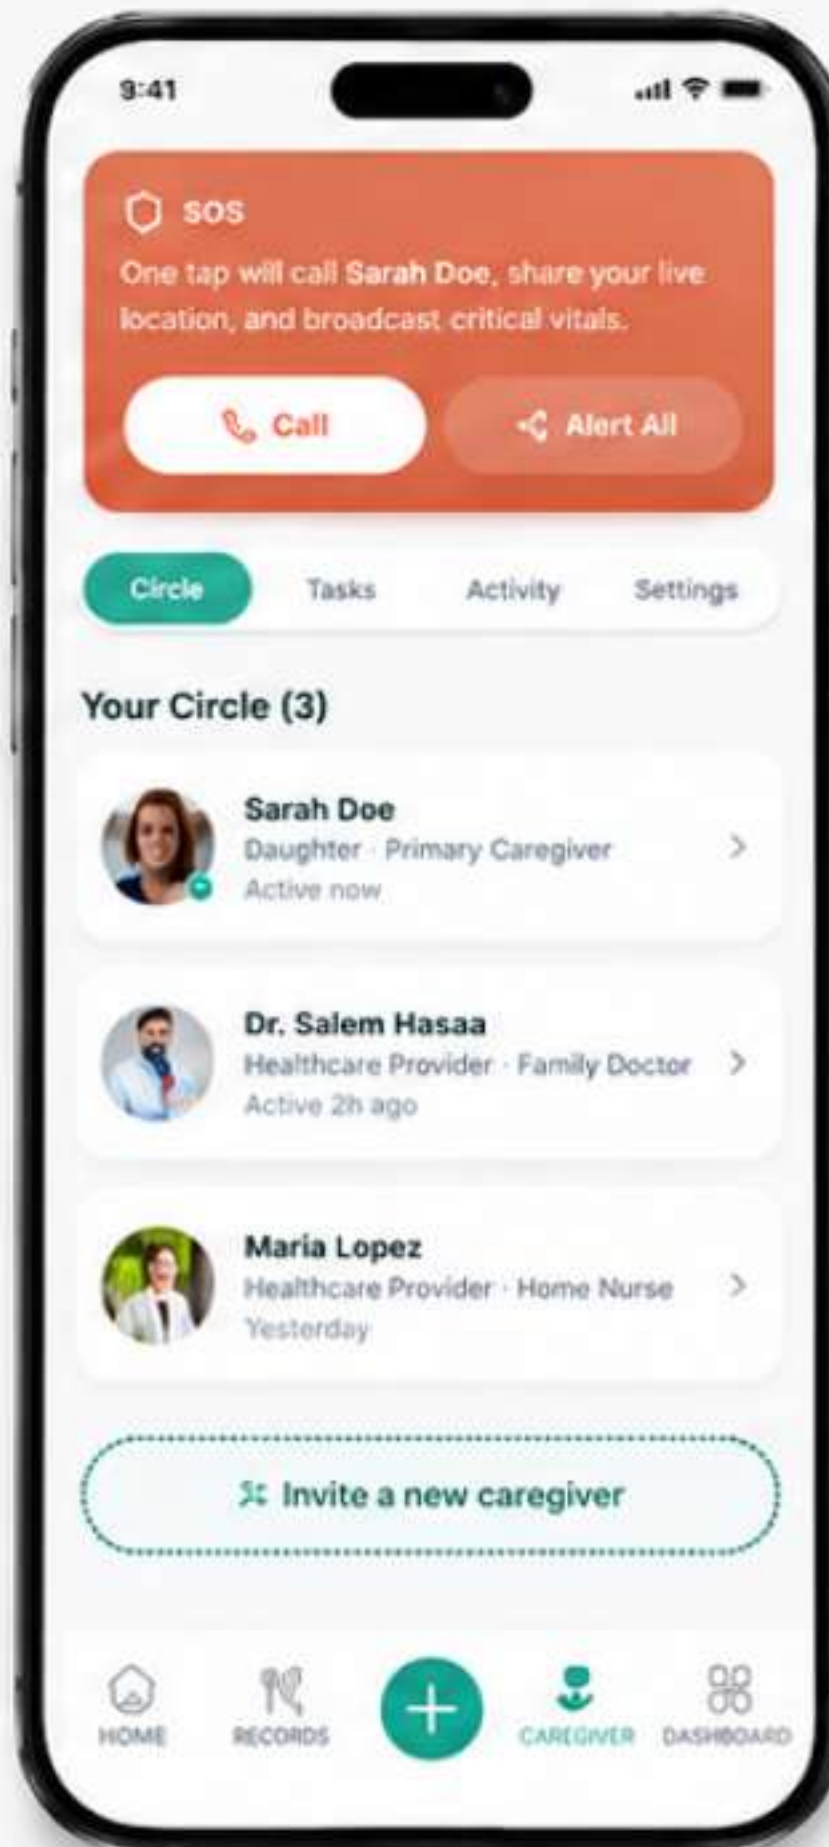 9:41
SOS
One tap will call Sarah Doe, share your live
location, and broadcast critical vitals.
Call
Alert All
Circle
Tasks
Activity
Settings
Your Circle (3)
Sarah Doe
Daughter · Primary Caregiver
Active now
Dr. Salem Hasaa
Healthcare Provider · Family Doctor
Active 2h ago
Maria Lopez
Healthcare Provider · Home Nurse
Yesterday
Invite a new caregiver
HOME
RECORDS
CAREGIVER
DASHBOARD